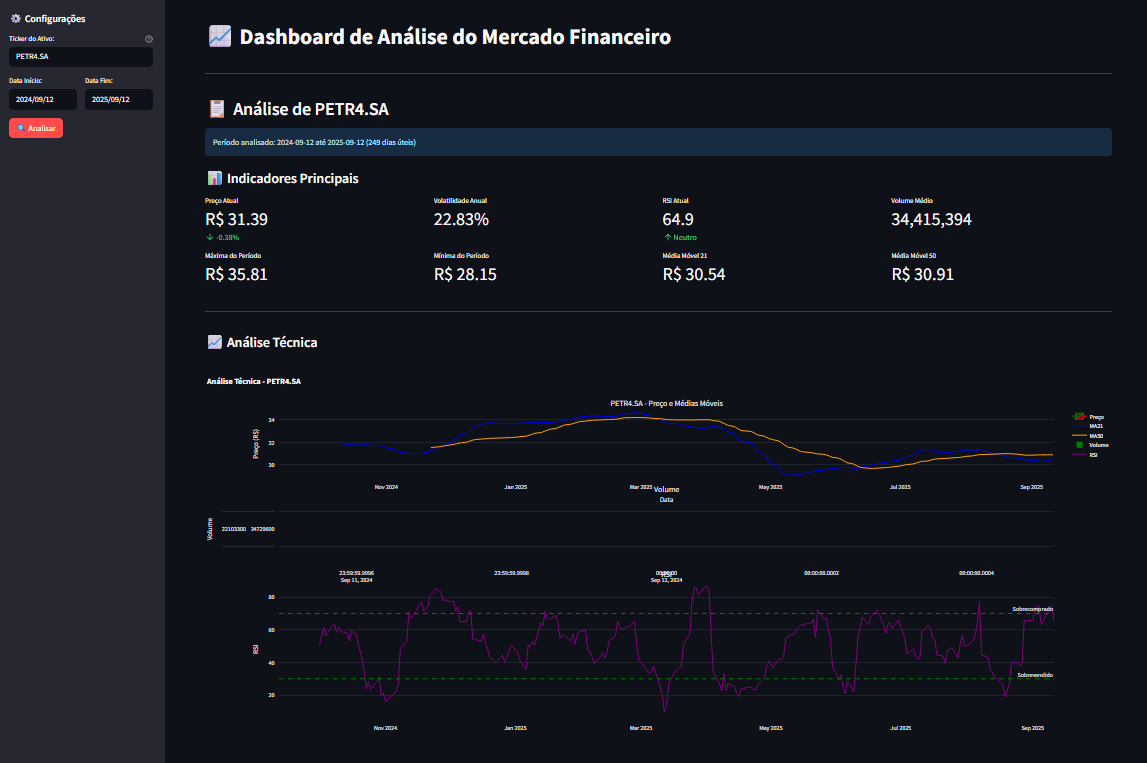 Configurações
Ticker do Ativo:
PETR4.SA
Data Início:
Data Fim:
2024/09/12
2025/09/12
Analisar
Dashboard de Análise do Mercado Financeiro
Análise de PETR4.SA
Período analisado: 2024-09-12 até 2025-09-12 (249 dias úteis)
Indicadores Principais
Preço Atual
R$ 31.39
-0.38%
Volatilidade Anual
22.83%
RSI Atual
64.9
Neutro
Volume Médio
34,415,394
Máxima do Período
R$ 35.81
Mínima do Período
R$ 28.15
Média Móvel 21
R$ 30.54
Média Móvel 50
R$ 30.91
Análise Técnica
Análise Técnica - PETR4.SA
PETR4.SA - Preço e Médias Móveis
Preço (R$)
34
32
30
Nov 2024
Jan 2025
Mar 2025
May 2025
Jul 2025
Sep 2025
Data
Preço
MA21
MA50
Volume
RSI
Volume
Volume
22103300
34729600
23:59:59.9996
Sep 11, 2024
23:59:59.9998
00:00:00
Sep 12, 2024
00:00:00.0002
00:00:00.0004
RSI
RSI
80
60
40
20
Sobrecomprado
Sobrevendido
Nov 2024
Jan 2025
Mar 2025
May 2025
Jul 2025
Sep 2025